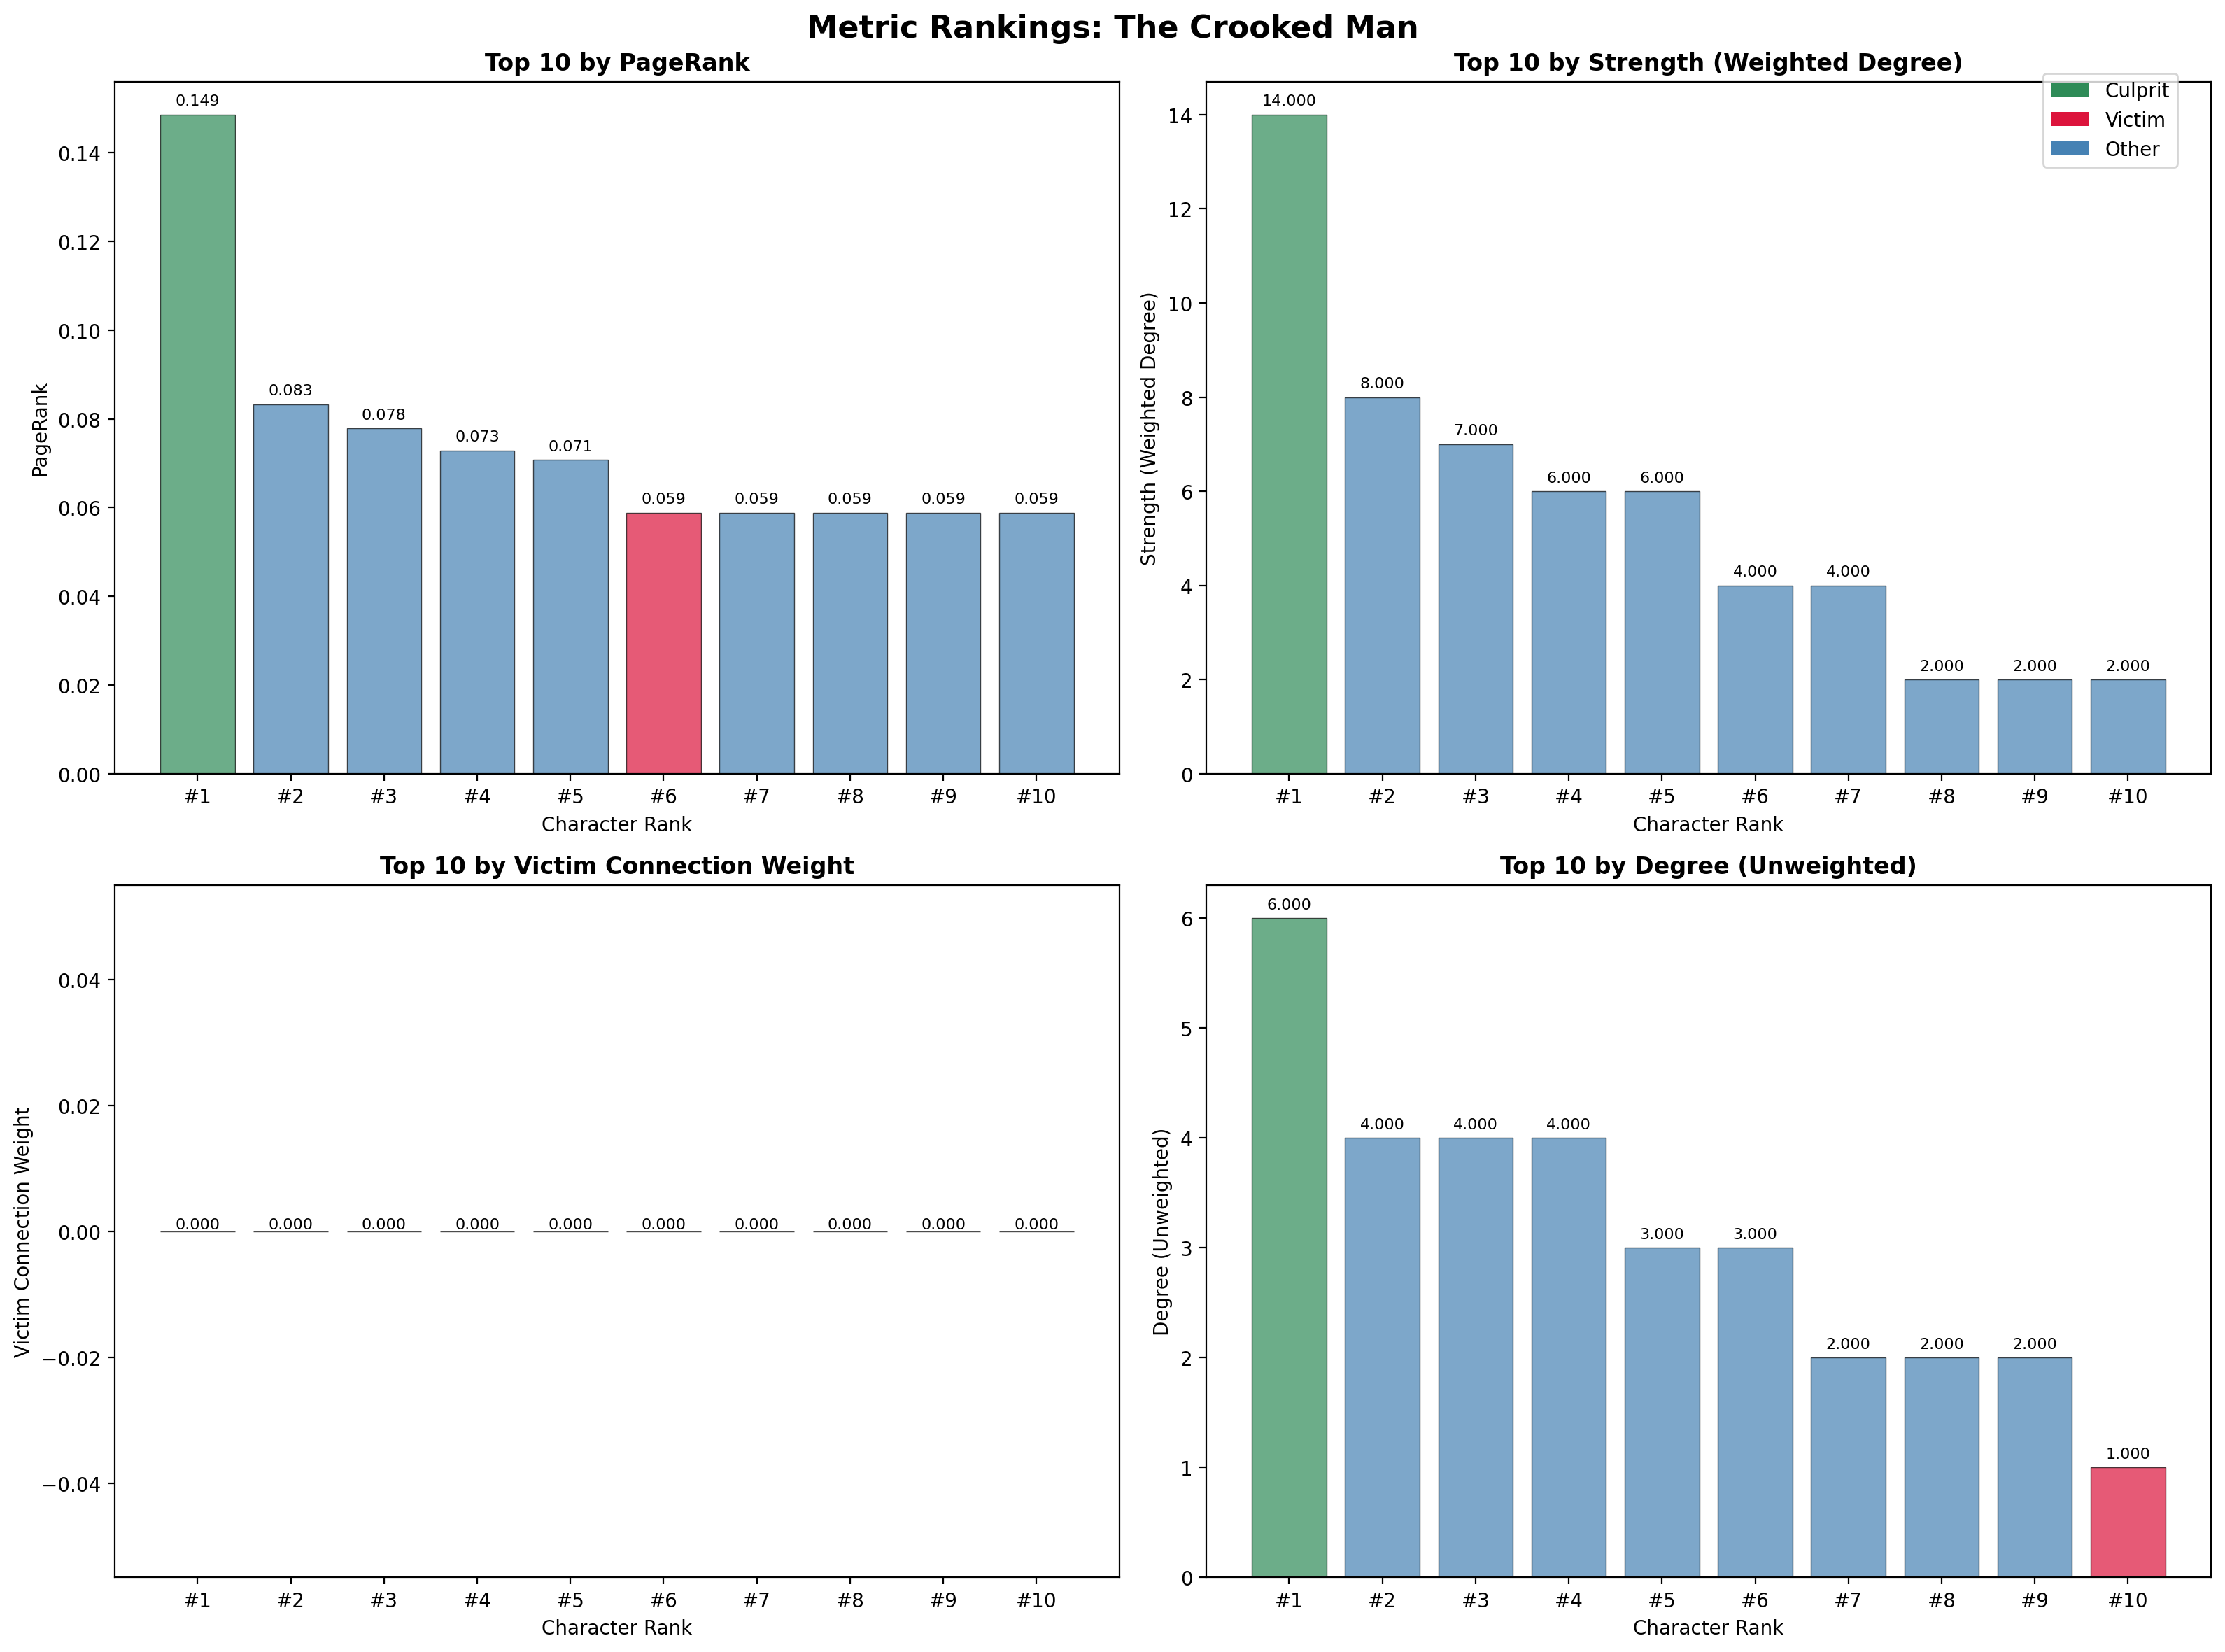 Metric Rankings: The Crooked Man
Top 10 by PageRank
PageRank
0.14
0.12
0.10
0.08
0.06
0.04
0.02
0.00
0.149
0.083
0.078
0.073
0.071
0.059
0.059
0.059
0.059
0.059
#1 #2 #3 #4 #5 #6 #7 #8 #9 #10
Character Rank
Top 10 by Strength (Weighted Degree)
Culprit
Victim
Other
Strength (Weighted Degree)
14
12
10
8
6
4
2
0
14.000
8.000
7.000
6.000
6.000
4.000
4.000
2.000
2.000
2.000
#1 #2 #3 #4 #5 #6 #7 #8 #9 #10
Character Rank
Top 10 by Victim Connection Weight
Victim Connection Weight
0.04
0.02
0.00
−0.02
−0.04
0.000 0.000 0.000 0.000 0.000 0.000 0.000 0.000 0.000 0.000
#1 #2 #3 #4 #5 #6 #7 #8 #9 #10
Character Rank
Top 10 by Degree (Unweighted)
Degree (Unweighted)
6
5
4
3
2
1
0
6.000
4.000
4.000
4.000
3.000
3.000
2.000
2.000
2.000
1.000
#1 #2 #3 #4 #5 #6 #7 #8 #9 #10
Character Rank